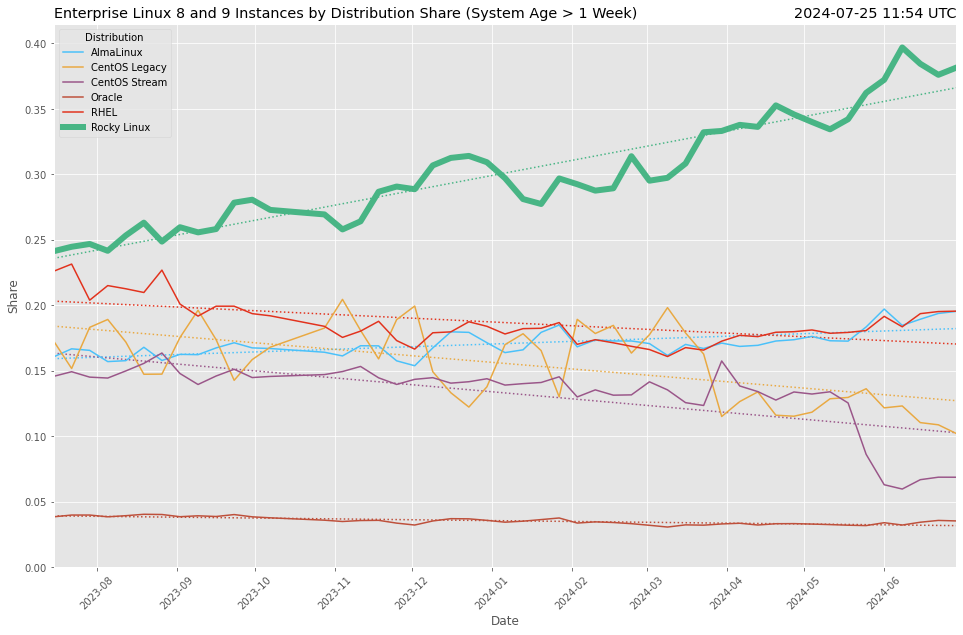 Enterprise Linux 8 and 9 Instances by Distribution Share (System Age > 1 Week)
2024-07-25 11:54 UTC
Distribution
AlmaLinux
CentOS Legacy
CentOS Stream
Oracle
RHEL
Rocky Linux
0.40
0.35
0.30
0.25
0.20
0.15
0.10
0.05
0.00
Share
2023-08
2023-09
2023-10
2023-11
2023-12
2024-01
2024-02
2024-03
2024-04
2024-05
2024-06
Date